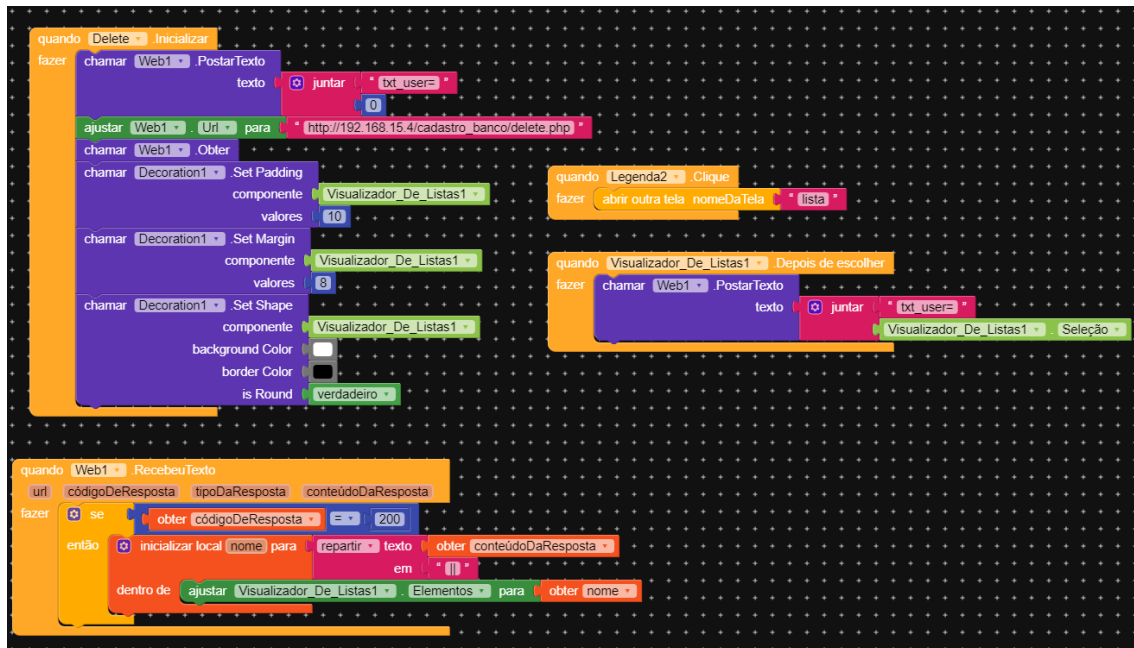 quando Delete .Inicializar
fazer chamar Web1 .PostarTexto
texto juntar " txt_user= "
0
ajustar Web1 . Url para " http://192.168.15.4/cadastro_banco/delete.php "
chamar Web1 .Obter
chamar Decoration1 .Set Padding
componente Visualizador_De_Listas1
valores 10
chamar Decoration1 .Set Margin
componente Visualizador_De_Listas1
valores 8
chamar Decoration1 .Set Shape
componente Visualizador_De_Listas1
background Color
border Color
is Round verdadeiro
quando Legenda2 .Clique
fazer abrir outra tela nomeDaTela " lista "
quando Visualizador_De_Listas1 .Depois de escolher
fazer chamar Web1 .PostarTexto
texto juntar " txt_user= "
Visualizador_De_Listas1 . Seleção
quando Web1 .RecebeuTexto
url códigoDeResposta tipoDaResposta conteúdoDaResposta
fazer se obter códigoDeResposta = 200
então inicializar local nome para repartir texto obter conteúdoDaResposta
em " || "
dentro de ajustar Visualizador_De_Listas1 . Elementos para obter nome